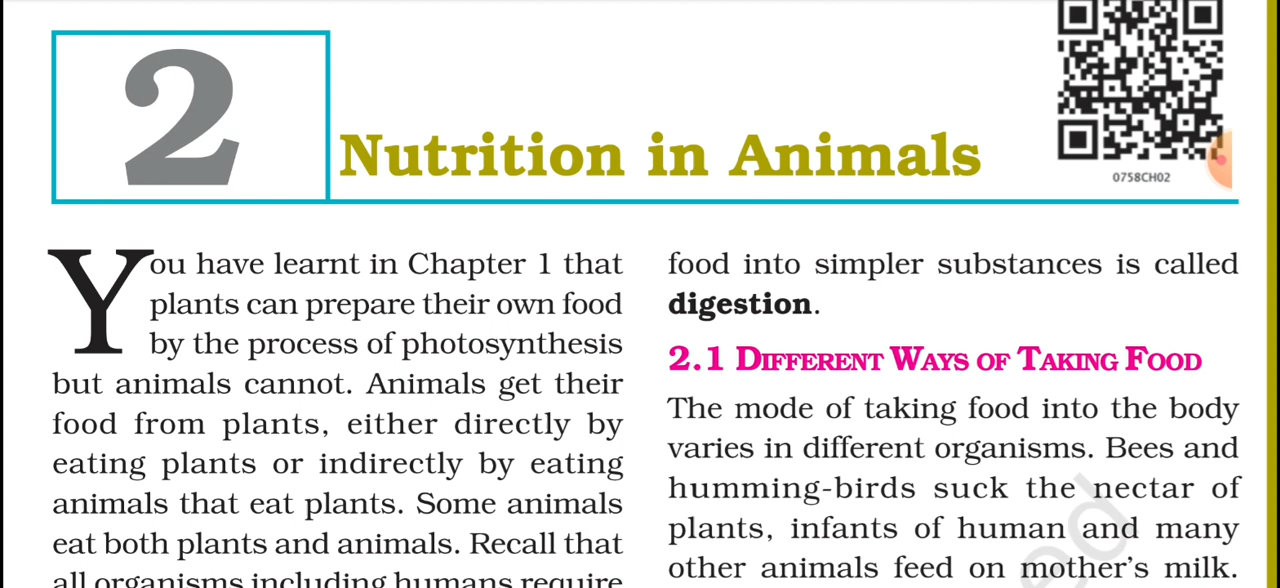 2
Nutrition in Animals
0758CH02
You have learnt in Chapter 1 that
plants can prepare their own food
by the process of photosynthesis
but animals cannot. Animals get their
food from plants, either directly by
eating plants or indirectly by eating
animals that eat plants. Some animals
eat both plants and animals. Recall that
all organisms including humans require
food into simpler substances is called
digestion.
2.1 Different Ways of Taking Food
The mode of taking food into the body
varies in different organisms. Bees and
humming-birds suck the nectar of
plants, infants of human and many
other animals feed on mother's milk.